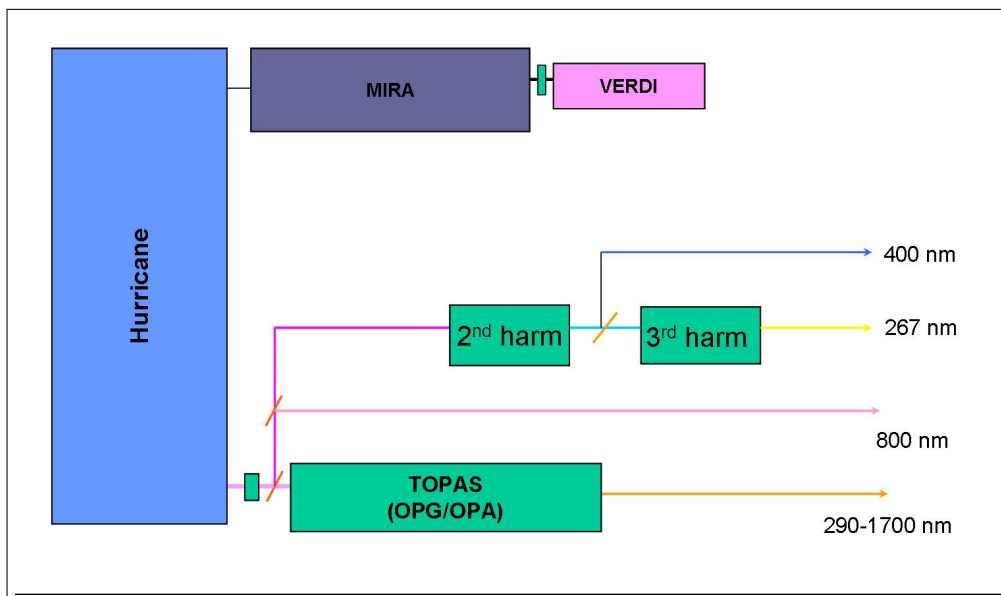 MIRA
VERDI
Hurricane
400 nm
2nd harm
3rd harm
267 nm
800 nm
TOPAS
(OPG/OPA)
290-1700 nm